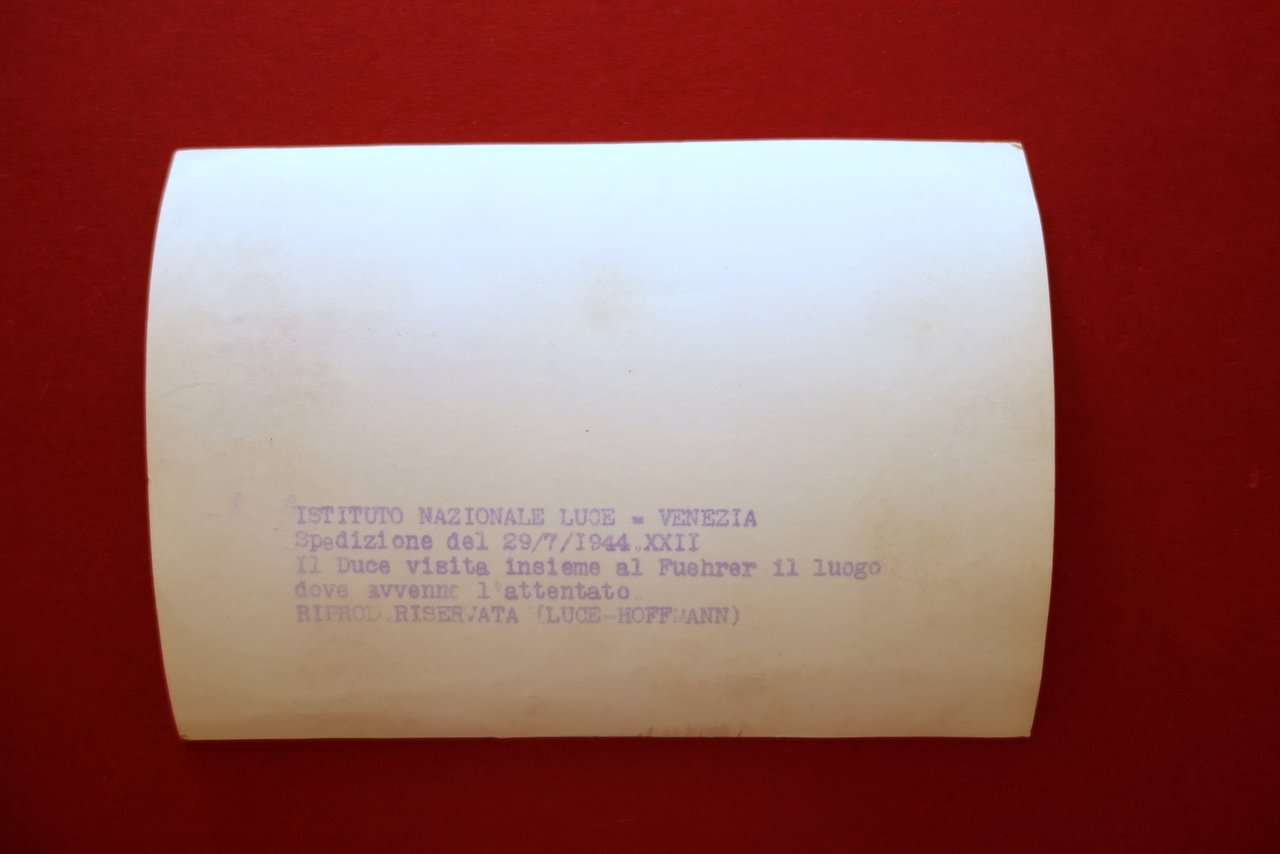 ISTITUTO NAZIONALE LUCE = VENEZIA
Spedizione del 29/7/I944.XXII
Il Duce visita insieme al Fuehrer il luogo
dove avvenne l'attentato.
RIPROD.RISERVATA (LUCE-HOFFMANN)